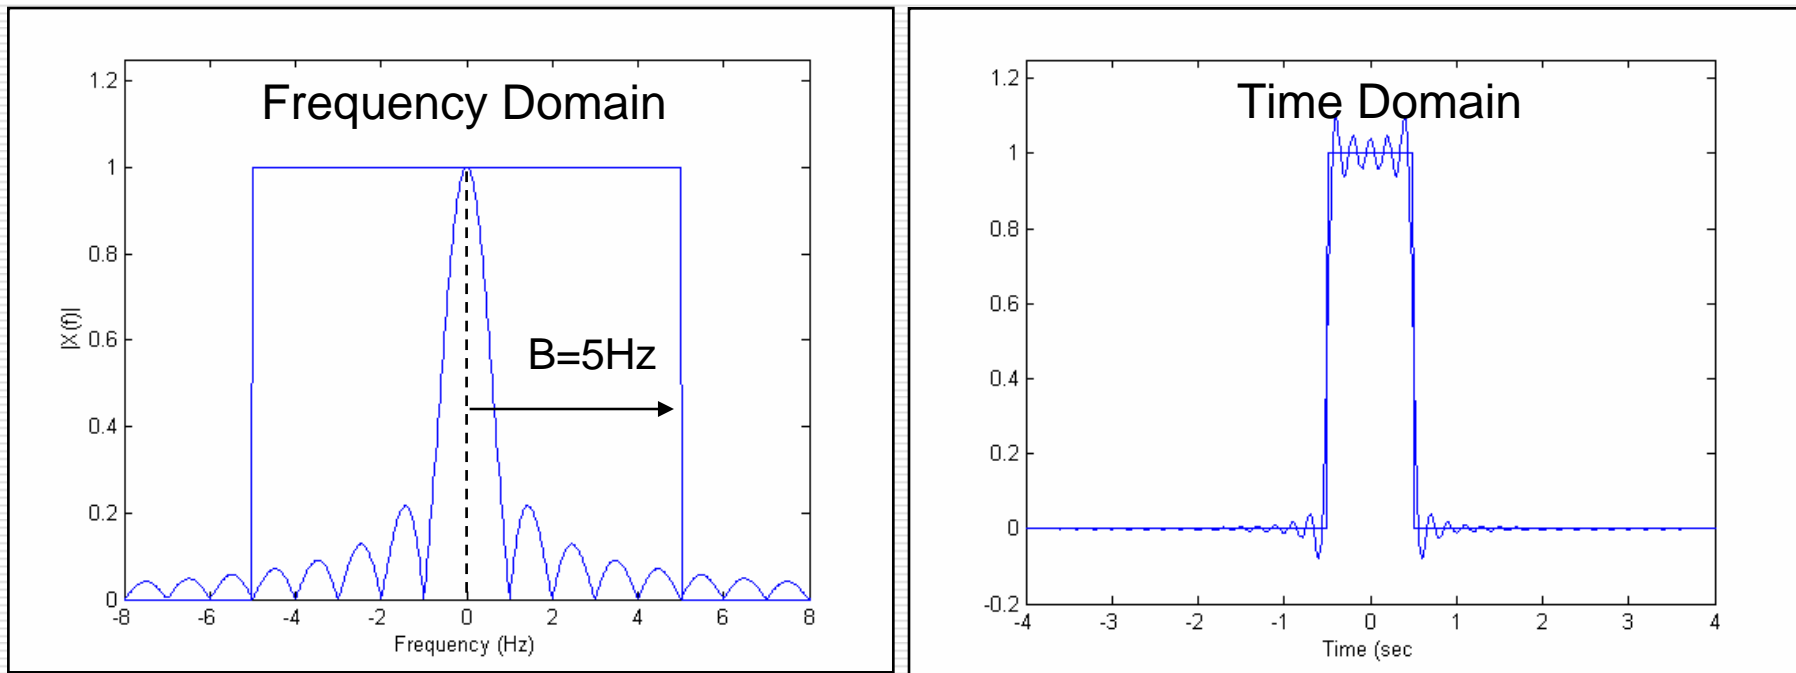 Frequency Domain
1.2
1
0.8
0.6
0.4
0.2
0
|X(f)|
B=5Hz
-8 -6 -4 -2 0 2 4 6 8
Frequency (Hz)
Time Domain
1.2
1
0.8
0.6
0.4
0.2
0
-0.2
-4 -3 -2 -1 0 1 2 3 4
Time (sec